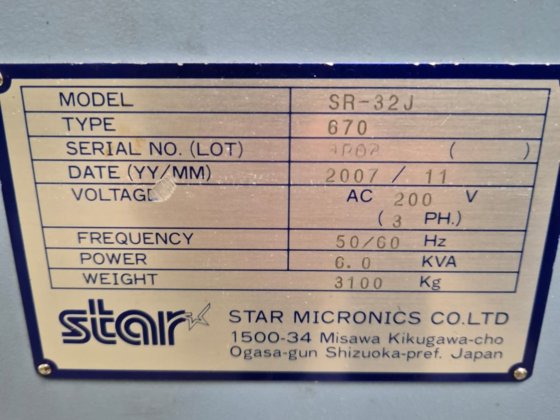 MODEL SR-32J
TYPE 670
SERIAL NO. (LOT) ( )
DATE (YY/MM) 2007 / 11
VOLTAGE AC 200 V
( 3 PH.)
FREQUENCY 50/60 Hz
POWER 6.0 KVA
WEIGHT 3100 Kg
star STAR MICRONICS CO.LTD
1500-34 Misawa Kikugawa-cho
Ogasa-gun Shizuoka-pref. Japan